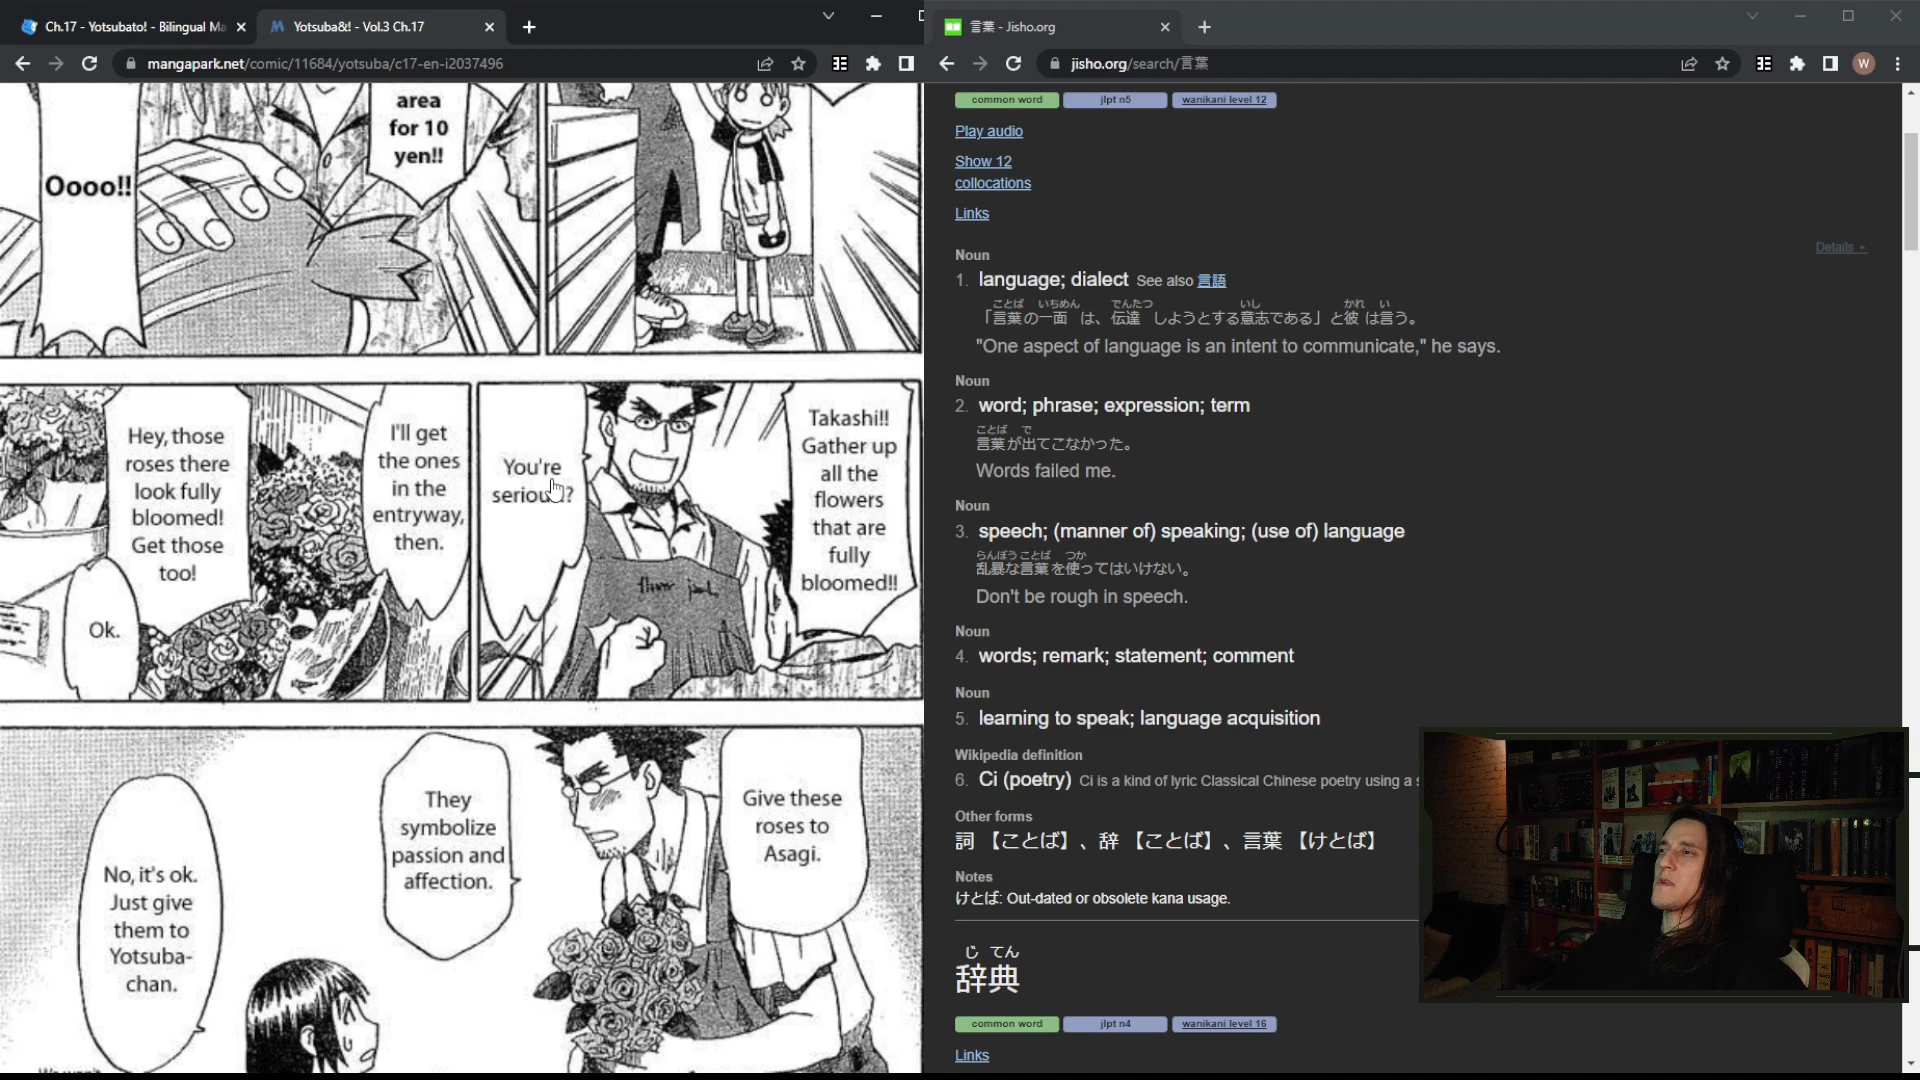 Ch.17 - Yotsubato! - Bilingual Ma
Yotsuba&! - Vol.3 Ch.17
mangapark.net/comic/11684/yotsuba/c17-en-i2037496
area
for 10
yen!!
Oooo!!
Takashi!!
Gather up
all the
flowers
that are
fully
bloomed!!
You're
I'll get
the ones
in the
entryway,
then.
Hey, those
roses there
look fully
bloomed!
Get those
too!
Ok.
Give these
roses to
Asagi.
They
symbolize
passion and
affection.
No, it's ok.
Just give
them to
Yotsuba-
chan.
言葉 - Jisho.org
jisho.org/search/言葉
W
common word
jlpt n5
wanikani level 12
Play audio
Show 12
collocations
Links
Details
Noun
1. language; dialect See also 言語
ことば いちめん でんたつ いし かれ い
「言葉の一面 は、伝達 しようとする意志である」と彼 は言う。
"One aspect of language is an intent to communicate," he says.
Noun
2. word; phrase; expression; term
ことば で
言葉が出てこなかった。
Words failed me.
Noun
3. speech; (manner of) speaking; (use of) language
らんぼう ことば つか
乱暴な言葉を使ってはいけない。
Don't be rough in speech.
Noun
4. words; remark; statement; comment
Noun
5. learning to speak; language acquisition
Wikipedia definition
6. Ci (poetry) Ci is a kind of lyric Classical Chinese poetry using a s
Other forms
詞 【ことば】、辞 【ことば】、言葉 【けとば】
Notes
けとば: Out-dated or obsolete kana usage.
じ てん
辞典
common word
jlpt n4
wanikani level 16
Links